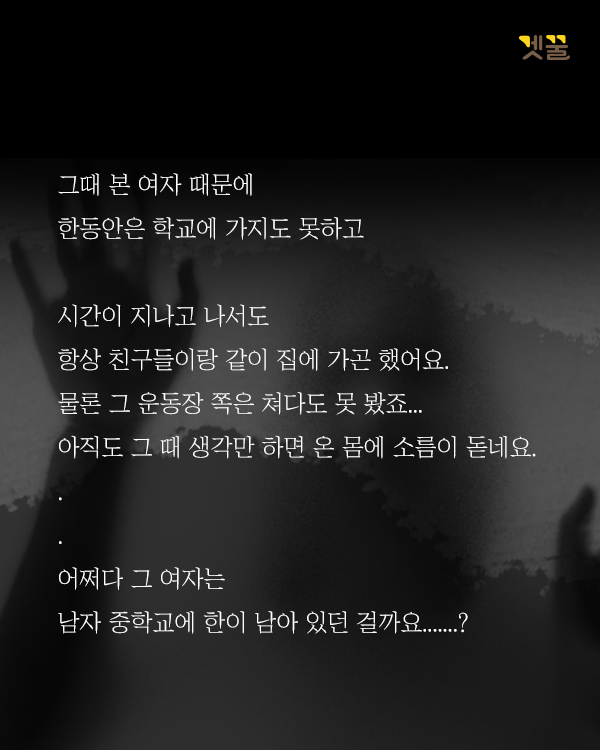 겟꿀
그때 본 여자 때문에
한동안은 학교에 가지도 못하고
시간이 지나고 나서도
항상 친구들이랑 같이 집에 가곤 했어요.
물론 그 운동장 쪽은 쳐다도 못 봤죠...
아직도 그 때 생각만 하면 온 몸에 소름이 돋네요.
.
.
어쩌다 그 여자는
남자 중학교에 한이 남아 있던 걸까요.......?